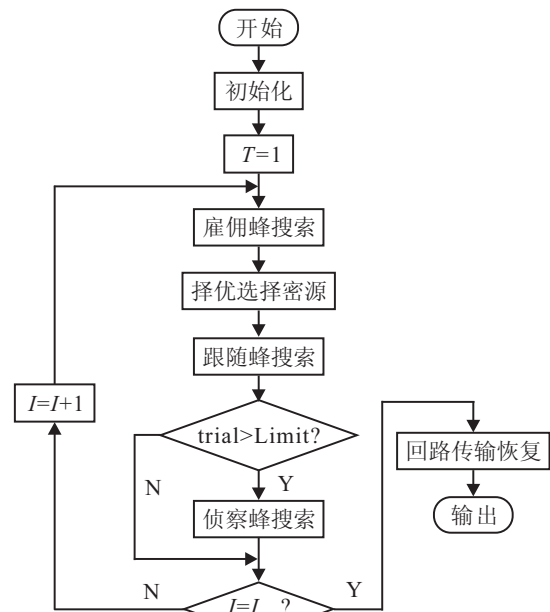 开始
初始化
T=1
雇佣蜂搜索
择优选择密源
跟随蜂搜索
I=I+1
trial>Limit?
回路传输恢复
N
Y
侦察蜂搜索
输出
N
Y
I=I ?